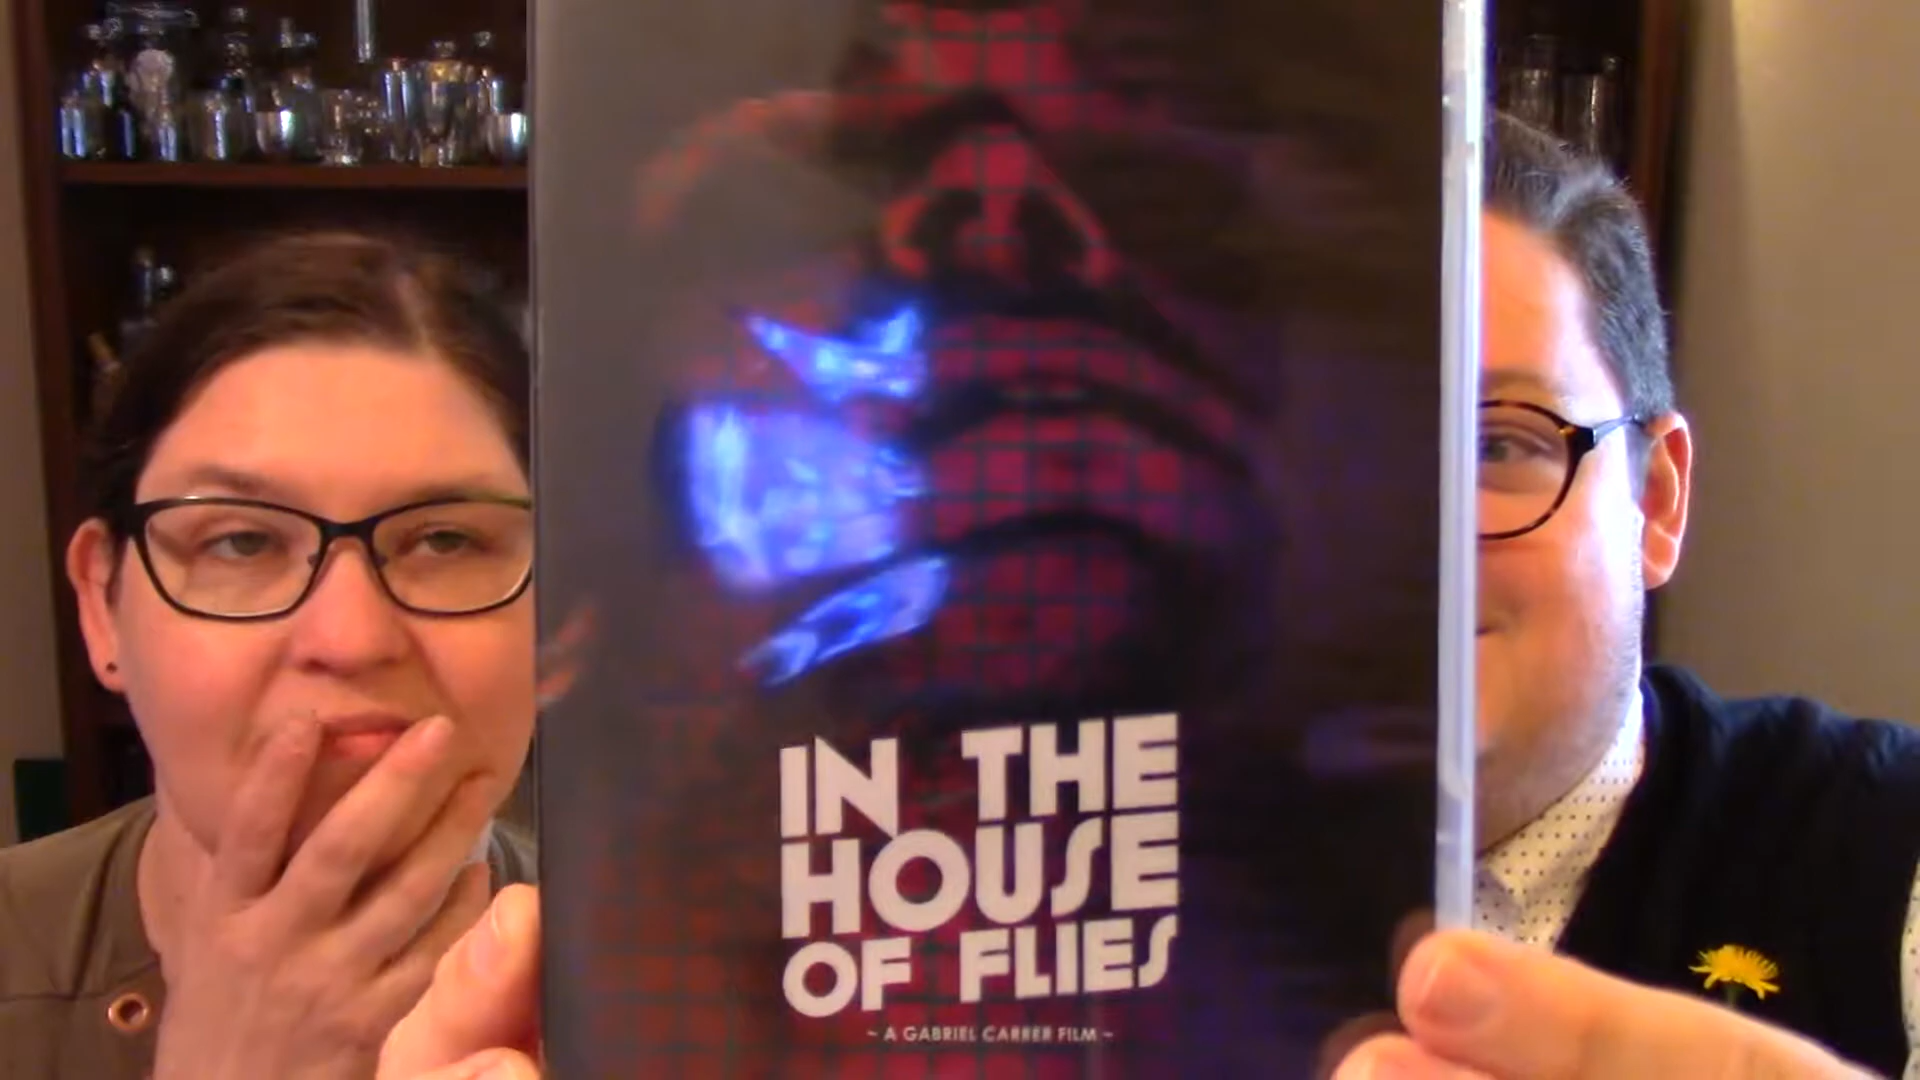 IN THE
HOUSE
OF FLIES
~ A GABRIEL CARRER FILM ~